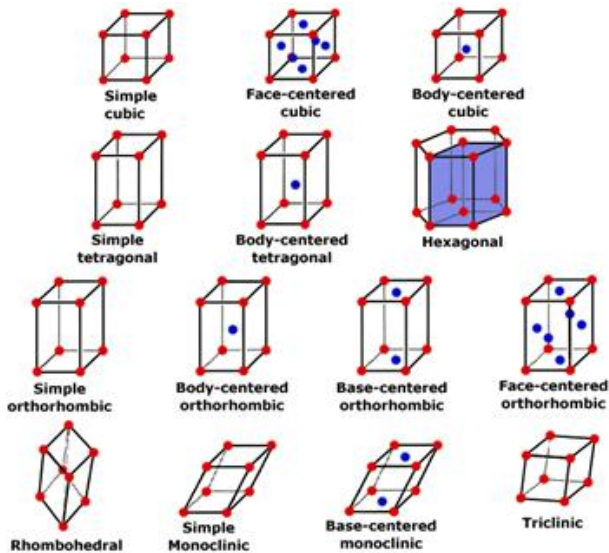 Simple
cubic
Face-centered
cubic
Body-centered
cubic
Simple
tetragonal
Body-centered
tetragonal
Hexagonal
Simple
orthorhombic
Body-centered
orthorhombic
Base-centered
orthorhombic
Face-centered
orthorhombic
Rhombohedral
Simple
Monoclinic
Base-centered
monoclinic
Triclinic